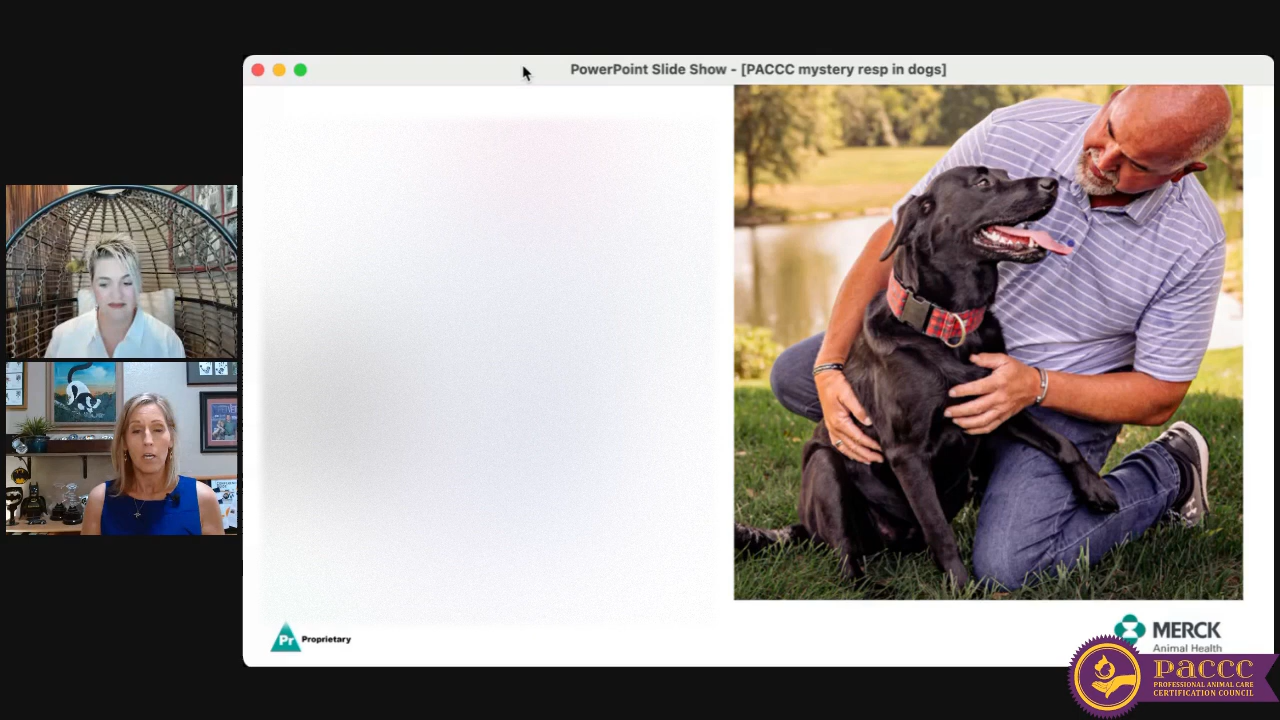 PowerPoint Slide Show - [PACCC mystery resp in dogs]
Pr Proprietary
MERCK
Animal Health
PACCC
PROFESSIONAL ANIMAL CARE
CERTIFICATION COUNCIL